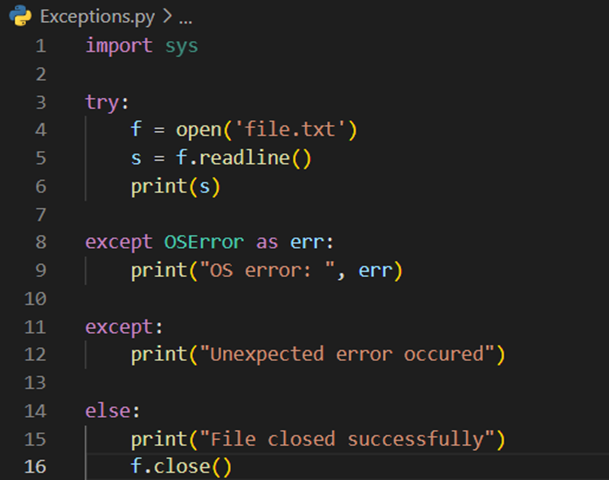 Exceptions.py > ...
1 import sys
2
3 try:
4     f = open('file.txt')
5     s = f.readline()
6     print(s)
7
8 except OSError as err:
9     print("OS error: ", err)
10
11 except:
12     print("Unexpected error occured")
13
14 else:
15     print("File closed successfully")
16     f.close()